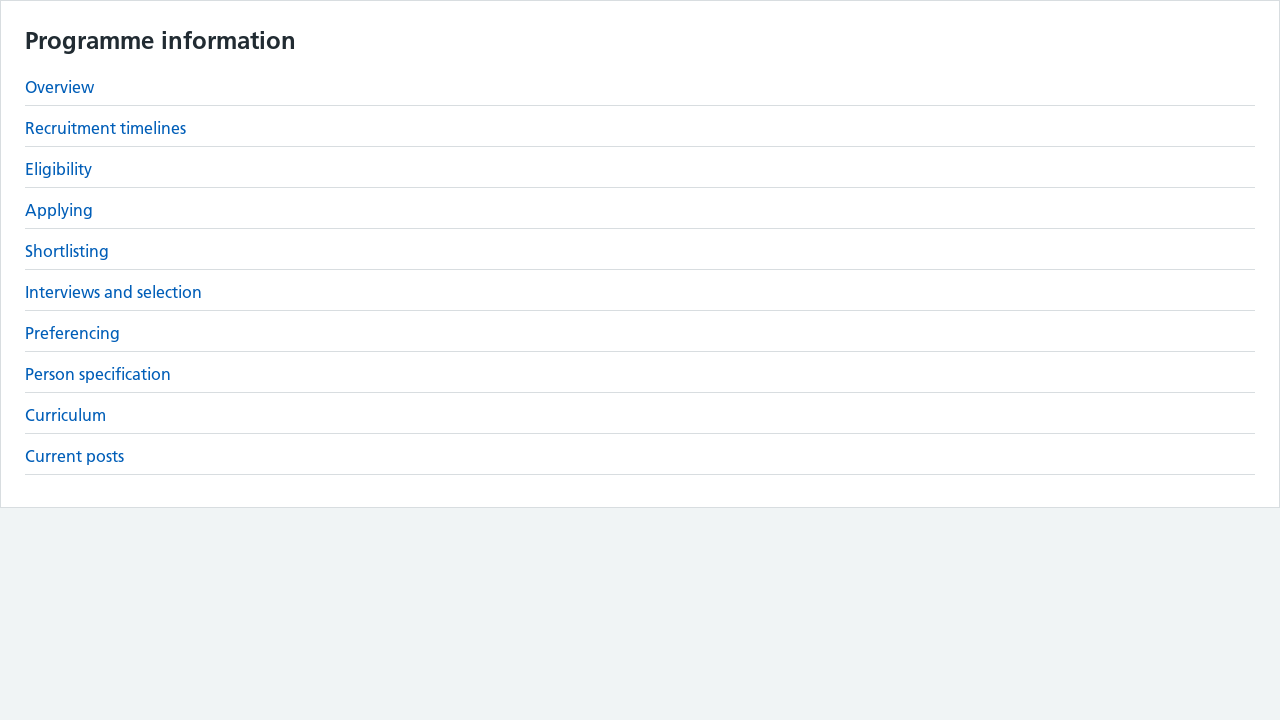 Programme information
Overview
Recruitment timelines
Eligibility
Applying
Shortlisting
Interviews and selection
Preferencing
Person specification
Curriculum
Current posts